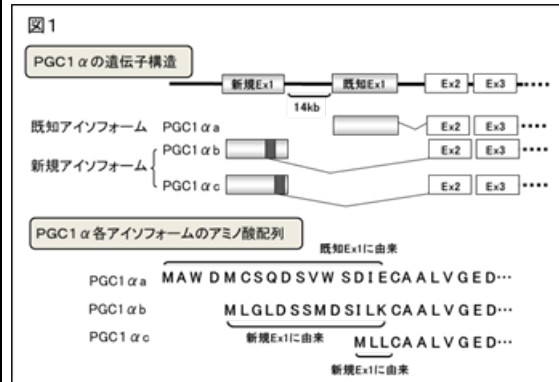 図1
PGC1αの遺伝子構造
新規Ex1 既知Ex1 Ex2 Ex3 ‥‥
14kb
既知アイソフォーム PGC1αa Ex2 Ex3 ‥‥
新規アイソフォーム
PGC1αb Ex2 Ex3 ‥‥
PGC1αc Ex2 Ex3 ‥‥
PGC1α各アイソフォームのアミノ酸配列
既知Ex1に由来
PGC1αa MAWDMCSQDSVWSDIECAALVGED…
PGC1αb MLGLDSSMDSILKCAALVGED…
新規Ex1に由来
PGC1αc MLLCAALVGED…
新規Ex1に由来